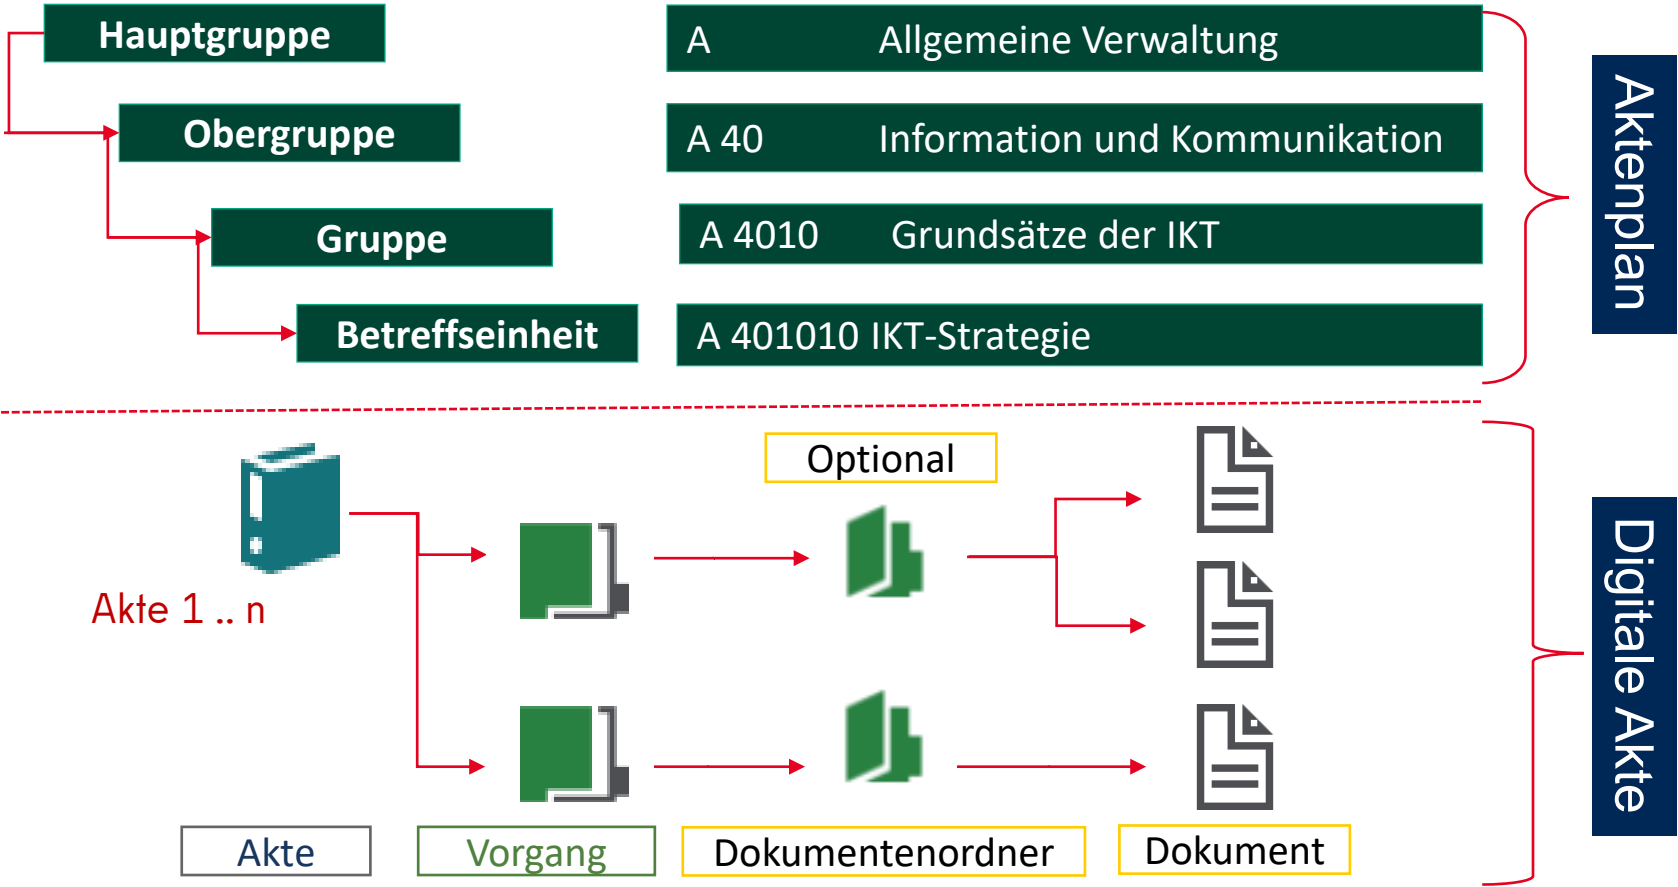 Hauptgruppe
A Allgemeine Verwaltung
Obergruppe
A 40 Information und Kommunikation
Gruppe
A 4010 Grundsätze der IKT
Betreffseinheit
A 401010 IKT-Strategie
Aktenplan
Optional
Akte 1 .. n
Digitale Akte
Akte
Vorgang
Dokumentenordner
Dokument